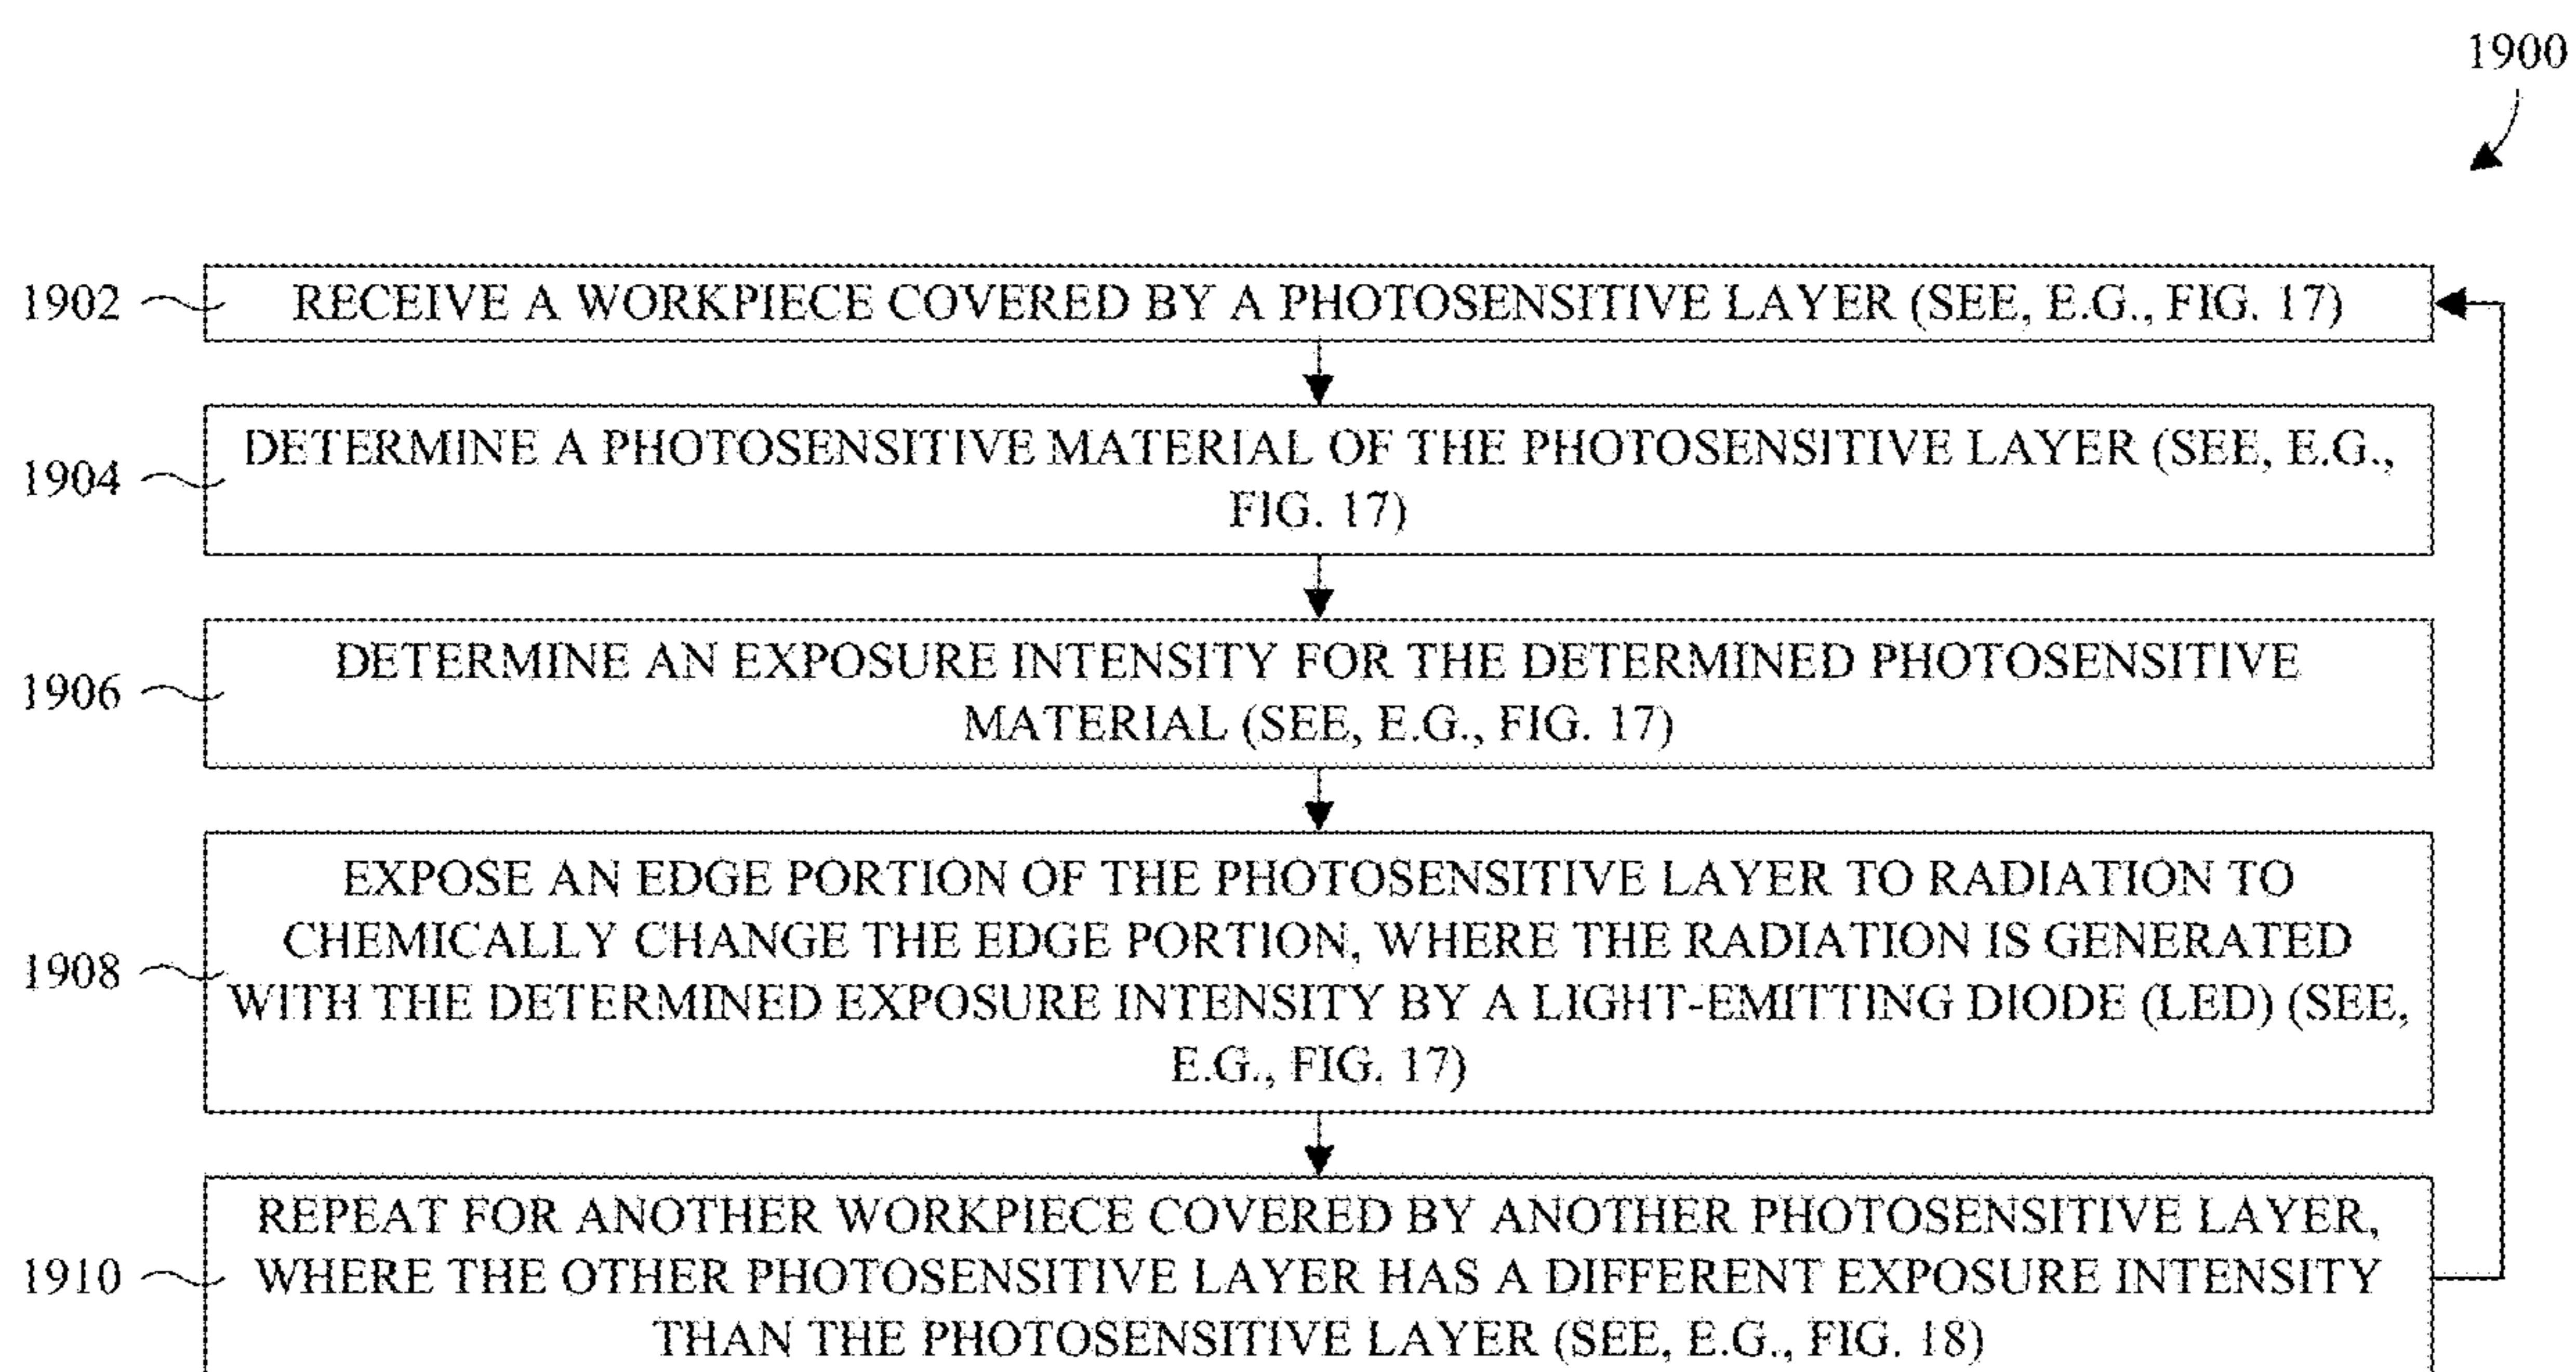 1900
1902
RECEIVE A WORKPIECE COVERED BY A PHOTOSENSITIVE LAYER (SEE, E.G., FIG. 17)
1904
DETERMINE A PHOTOSENSITIVE MATERIAL OF THE PHOTOSENSITIVE LAYER (SEE, E.G.,
FIG. 17)
1906
DETERMINE AN EXPOSURE INTENSITY FOR THE DETERMINED PHOTOSENSITIVE
MATERIAL (SEE, E.G., FIG. 17)
1908
EXPOSE AN EDGE PORTION OF THE PHOTOSENSITIVE LAYER TO RADIATION TO
CHEMICALLY CHANGE THE EDGE PORTION, WHERE THE RADIATION IS GENERATED
WITH THE DETERMINED EXPOSURE INTENSITY BY A LIGHT-EMITTING DIODE (LED) (SEE,
E.G., FIG. 17)
1910
REPEAT FOR ANOTHER WORKPIECE COVERED BY ANOTHER PHOTOSENSITIVE LAYER,
WHERE THE OTHER PHOTOSENSITIVE LAYER HAS A DIFFERENT EXPOSURE INTENSITY
THAN THE PHOTOSENSITIVE LAYER (SEE, E.G., FIG. 18)